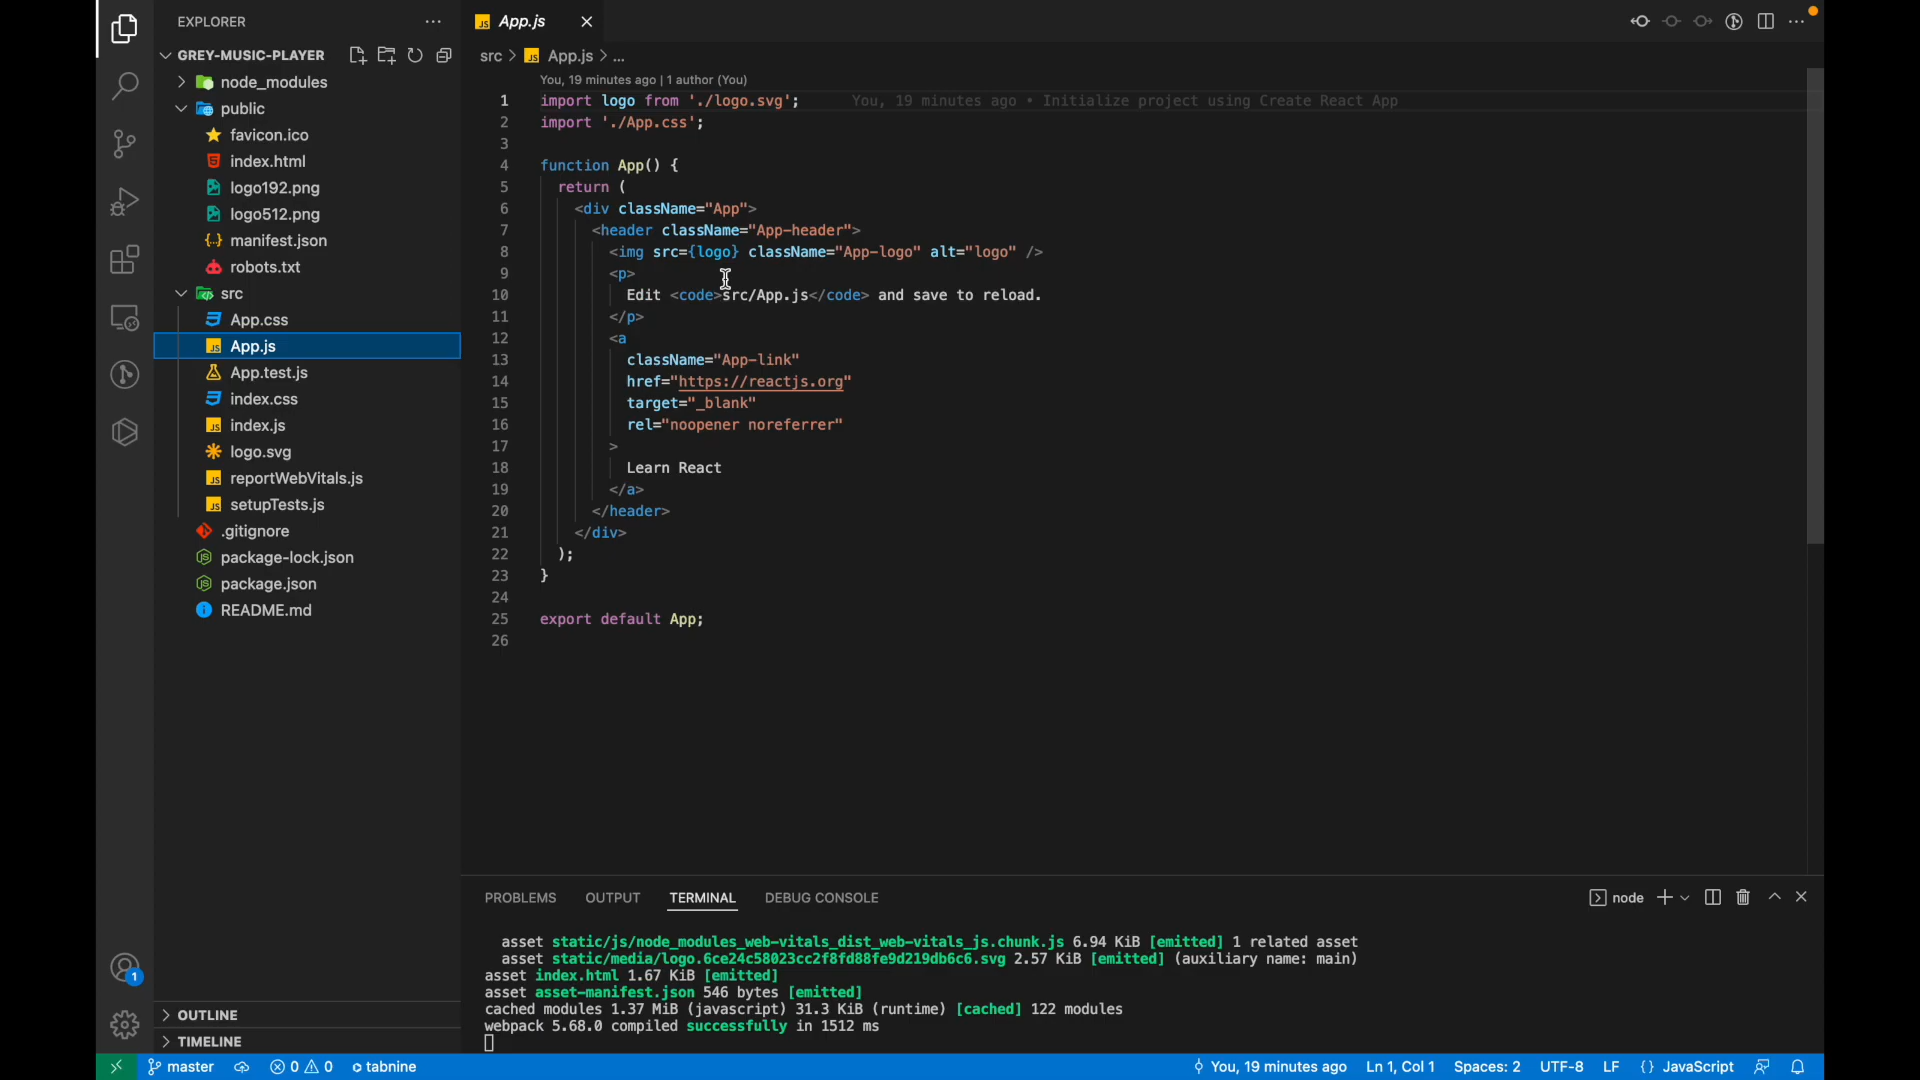 EXPLORER
GREY-MUSIC-PLAYER
node_modules
public
favicon.ico
index.html
logo192.png
logo512.png
manifest.json
robots.txt
src
App.css
App.js
App.test.js
index.css
index.js
logo.svg
reportWebVitals.js
setupTests.js
.gitignore
package-lock.json
package.json
README.md
OUTLINE
TIMELINE
App.js
src > App.js > ...
You, 19 minutes ago | 1 author (You)
1 import logo from './logo.svg'; You, 19 minutes ago • Initialize project using Create React App
2 import './App.css';
3
4 function App() {
5 return (
6 <div className="App">
7 <header className="App-header">
8 <img src={logo} className="App-logo" alt="logo" />
9 <p>
10 Edit <code>src/App.js</code> and save to reload.
11 </p>
12 <a
13 className="App-link"
14 href="https://reactjs.org"
15 target="_blank"
16 rel="noopener noreferrer"
17 >
18 Learn React
19 </a>
20 </header>
21 </div>
22 );
23 }
24
25 export default App;
26
PROBLEMS OUTPUT TERMINAL DEBUG CONSOLE
node
asset static/js/node_modules_web-vitals_dist_web-vitals_js.chunk.js 6.94 KiB [emitted] 1 related asset
asset static/media/logo.6ce24c58023cc2f8fd88fe9d219db6c6.svg 2.57 KiB [emitted] (auxiliary name: main)
asset index.html 1.67 KiB [emitted]
asset asset-manifest.json 546 bytes [emitted]
cached modules 1.37 MiB (javascript) 31.3 KiB (runtime) [cached] 122 modules
webpack 5.68.0 compiled successfully in 1512 ms
1
master 0 0 tabnine You, 19 minutes ago Ln 1, Col 1 Spaces: 2 UTF-8 LF {} JavaScript